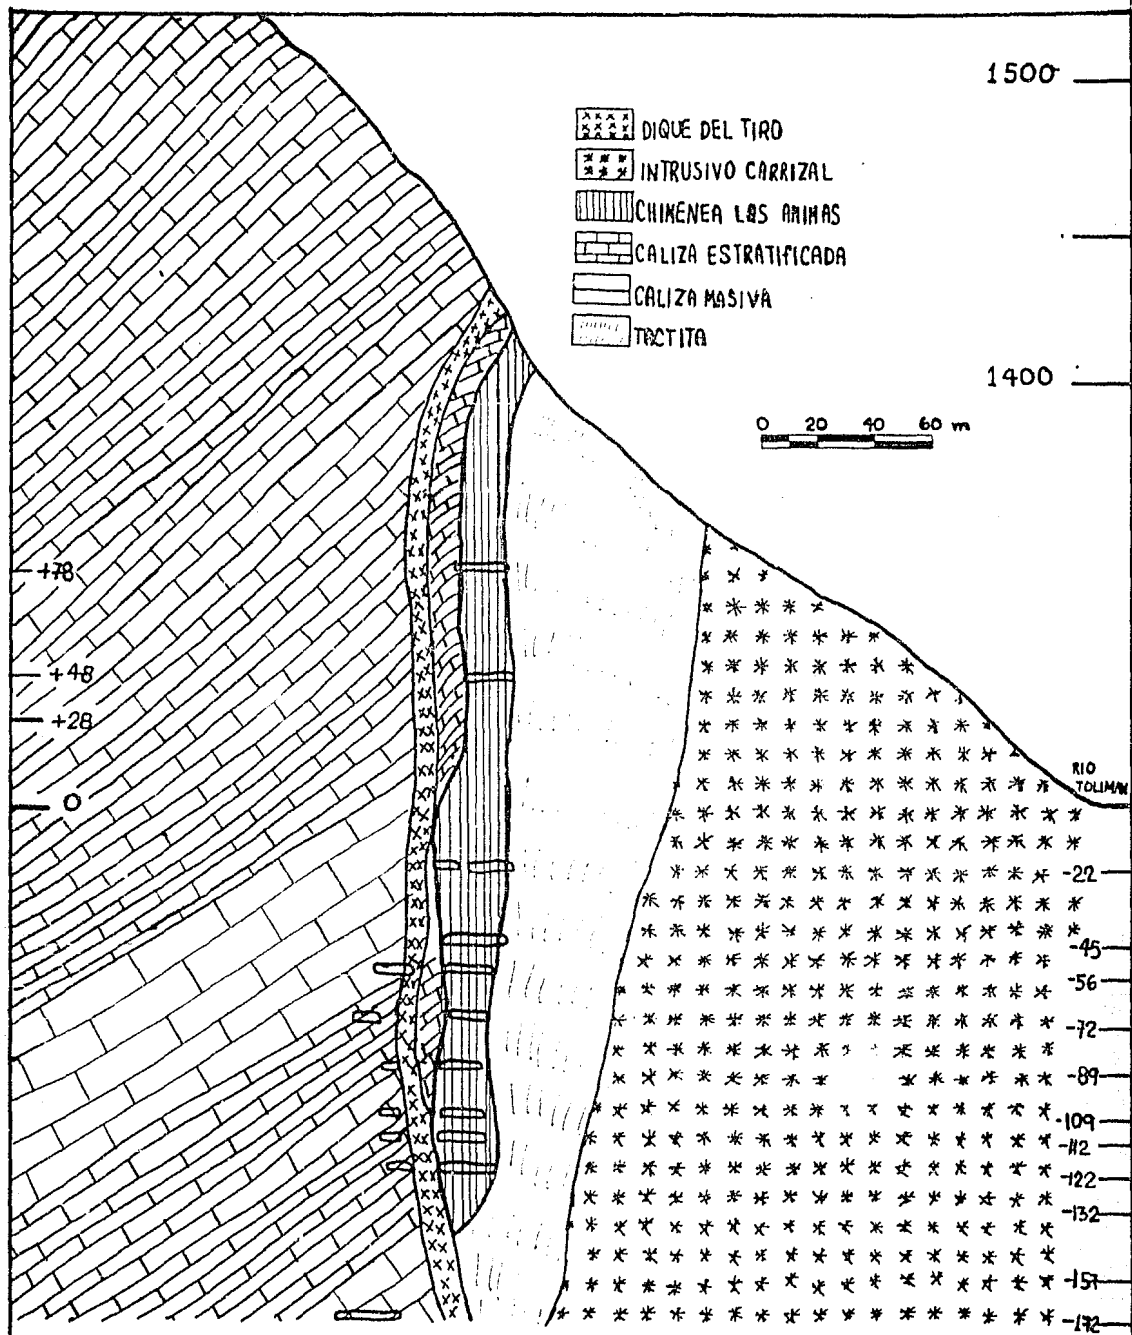 1500
DIQUE DEL TIRO
INTRUSIVO CARRIZAL
CHIMENEA LAS ANIMAS
CALIZA ESTRATIFICADA
CALIZA MASIVA
TACTITA
1400
0 20 40 60 m
+78
+48
+28
0
RIO
TOLIMAN
-22
-45
-56
-72
-89
-109
-112
-122
-132
-151
-172